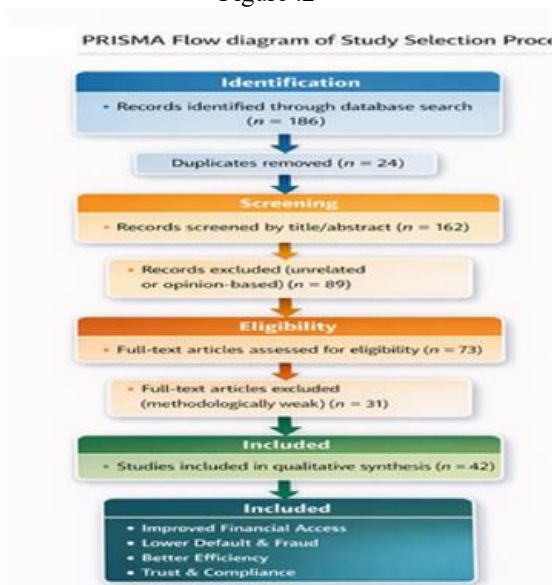 PRISMA Flow diagram of Study Selection Proce
Identification
• Records identified through database search
(n = 186)
Duplicates removed (n = 24)
Screening
• Records screened by title/abstract (n = 162)
• Records excluded (unrelated
or opinion-based) (n = 89)
Eligibility
• Full-text articles assessed for eligibility (n = 73)
• Full-text articles excluded
(methodologically weak) (n = 31)
Included
• Studies included in qualitative synthesis (n = 42)
Included
• Improved Financial Access
• Lower Default & Fraud
• Better Efficiency
• Trust & Compliance